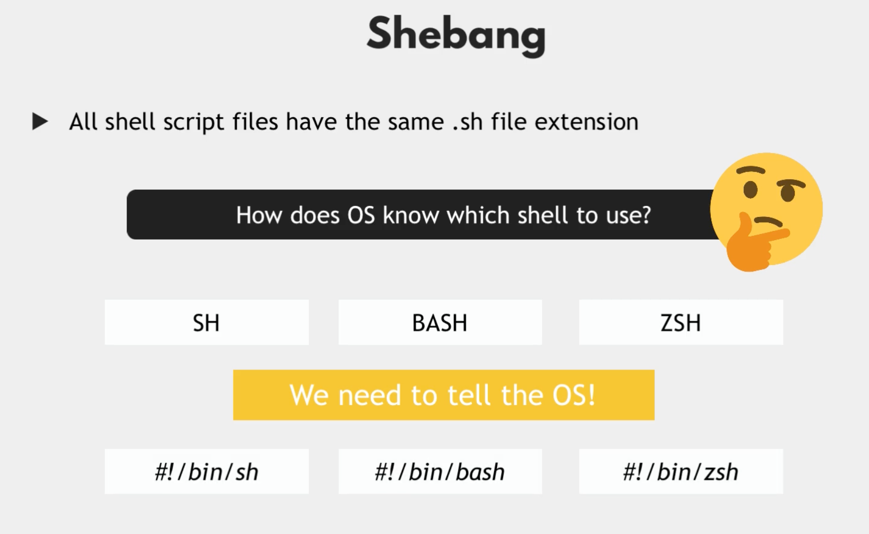 Shebang
All shell script files have the same .sh file extension
How does OS know which shell to use?
SH
BASH
ZSH
We need to tell the OS!
#!/bin/sh
#!/bin/bash
#!/bin/zsh